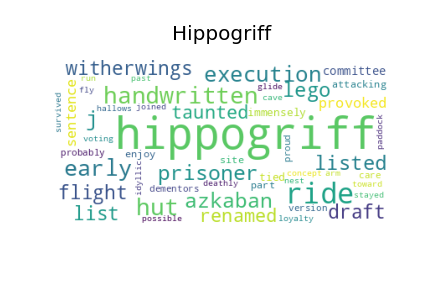 Hippogriff
witherwings execution committee
run past
fly handwritten glide lego attacking
survived sentence hallows joined cave provoked
j taunted immensely
voting hippogriff proud paddock
probably enjoy site listed
early idyllic prisoner tied concept arm care
dementors deathly part nest toward
flight azkaban ride stayed
list hut renamed version draft
possible loyalty